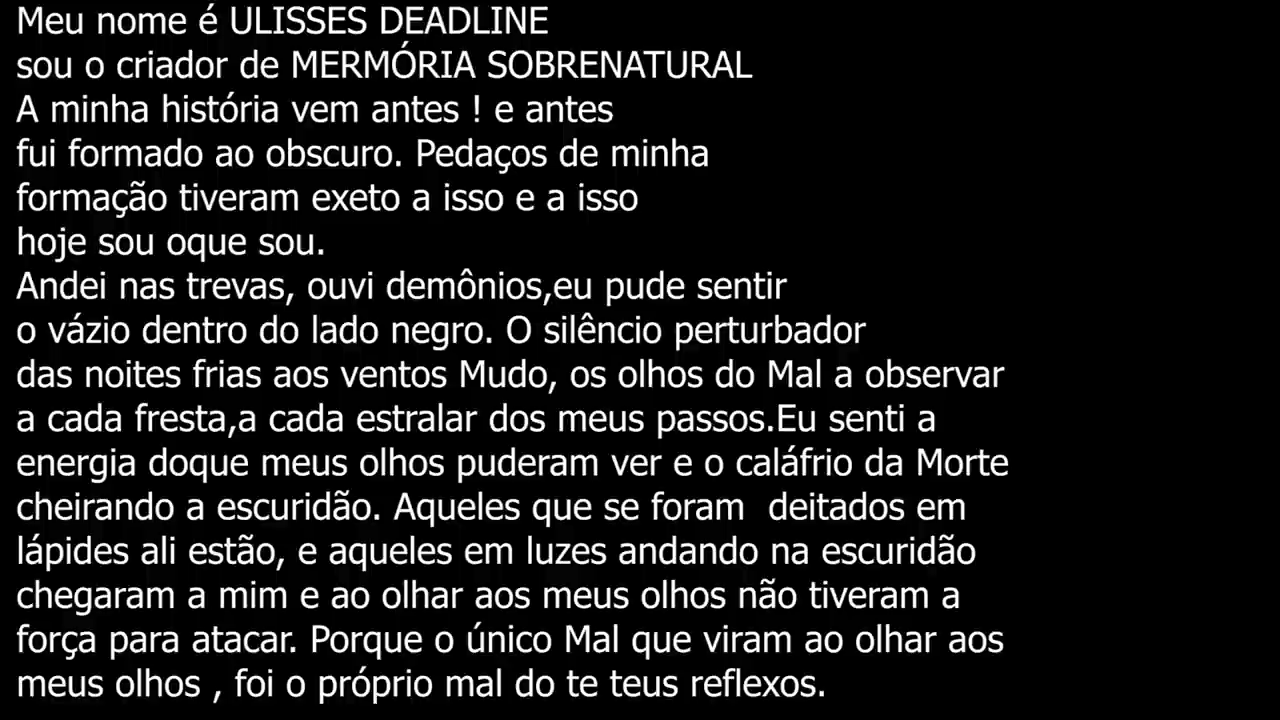 Meu nome é ULISSES DEADLINE
sou o criador de MERMÓRIA SOBRENATURAL
A minha história vem antes ! e antes
fui formado ao obscuro. Pedaços de minha
formação tiveram exeto a isso e a isso
hoje sou oque sou.
Andei nas trevas, ouvi demônios,eu pude sentir
o vázio dentro do lado negro. O silêncio perturbador
das noites frias aos ventos Mudo, os olhos do Mal a observar
a cada fresta,a cada estralar dos meus passos.Eu senti a
energia doque meus olhos puderam ver e o caláfrio da Morte
cheirando a escuridão. Aqueles que se foram  deitados em
lápides ali estão, e aqueles em luzes andando na escuridão
chegaram a mim e ao olhar aos meus olhos não tiveram a
força para atacar. Porque o único Mal que viram ao olhar aos
meus olhos , foi o próprio mal do te teus reflexos.